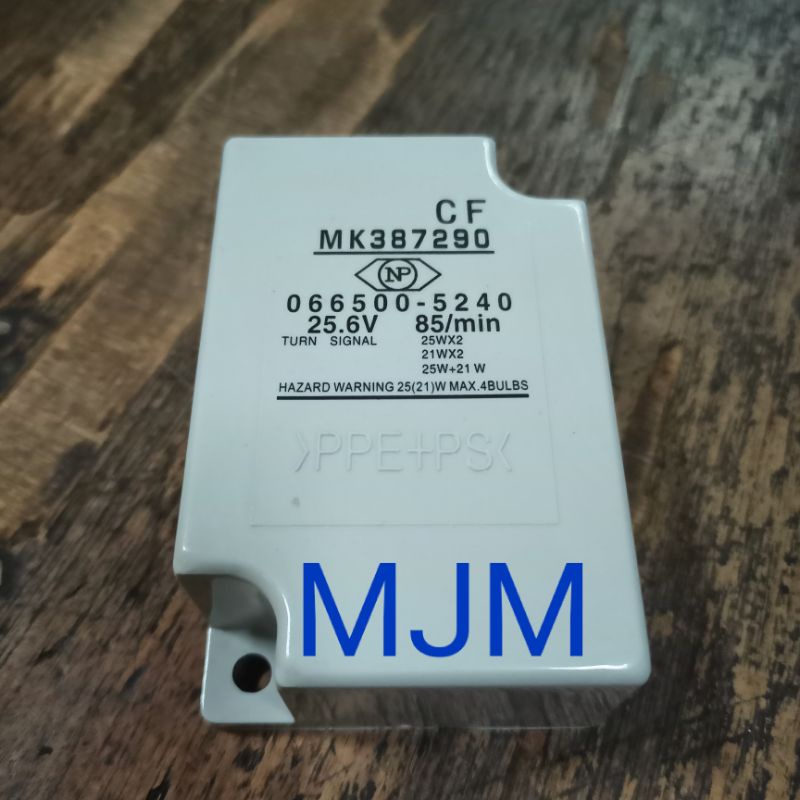 CF
MK387290
NP
066500-5240
25.6V 85/min
TURN SIGNAL 25WX2
21WX2
25W+21 W
HAZARD WARNING 25(21)W MAX.4BULBS
>PPE+PS<
MJM